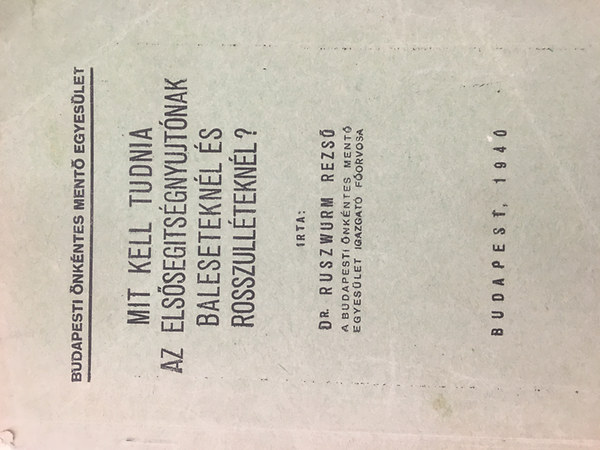 BUDAPESTI ÖNKÉNTES MENTŐ EGYESÜLET
MIT KELL TUDNIA
AZ ELSŐSEGITSÉGNYUJTÓNAK
BALESETEKNÉL ÉS
ROSSZULLÉTEKNÉL?
IRTA:
DR. RUSZWURM REZSŐ
A BUDAPESTI ÖNKÉNTES MENTŐ
EGYESÜLET IGAZGATÓ FŐORVOSA
BUDAPEST, 1940